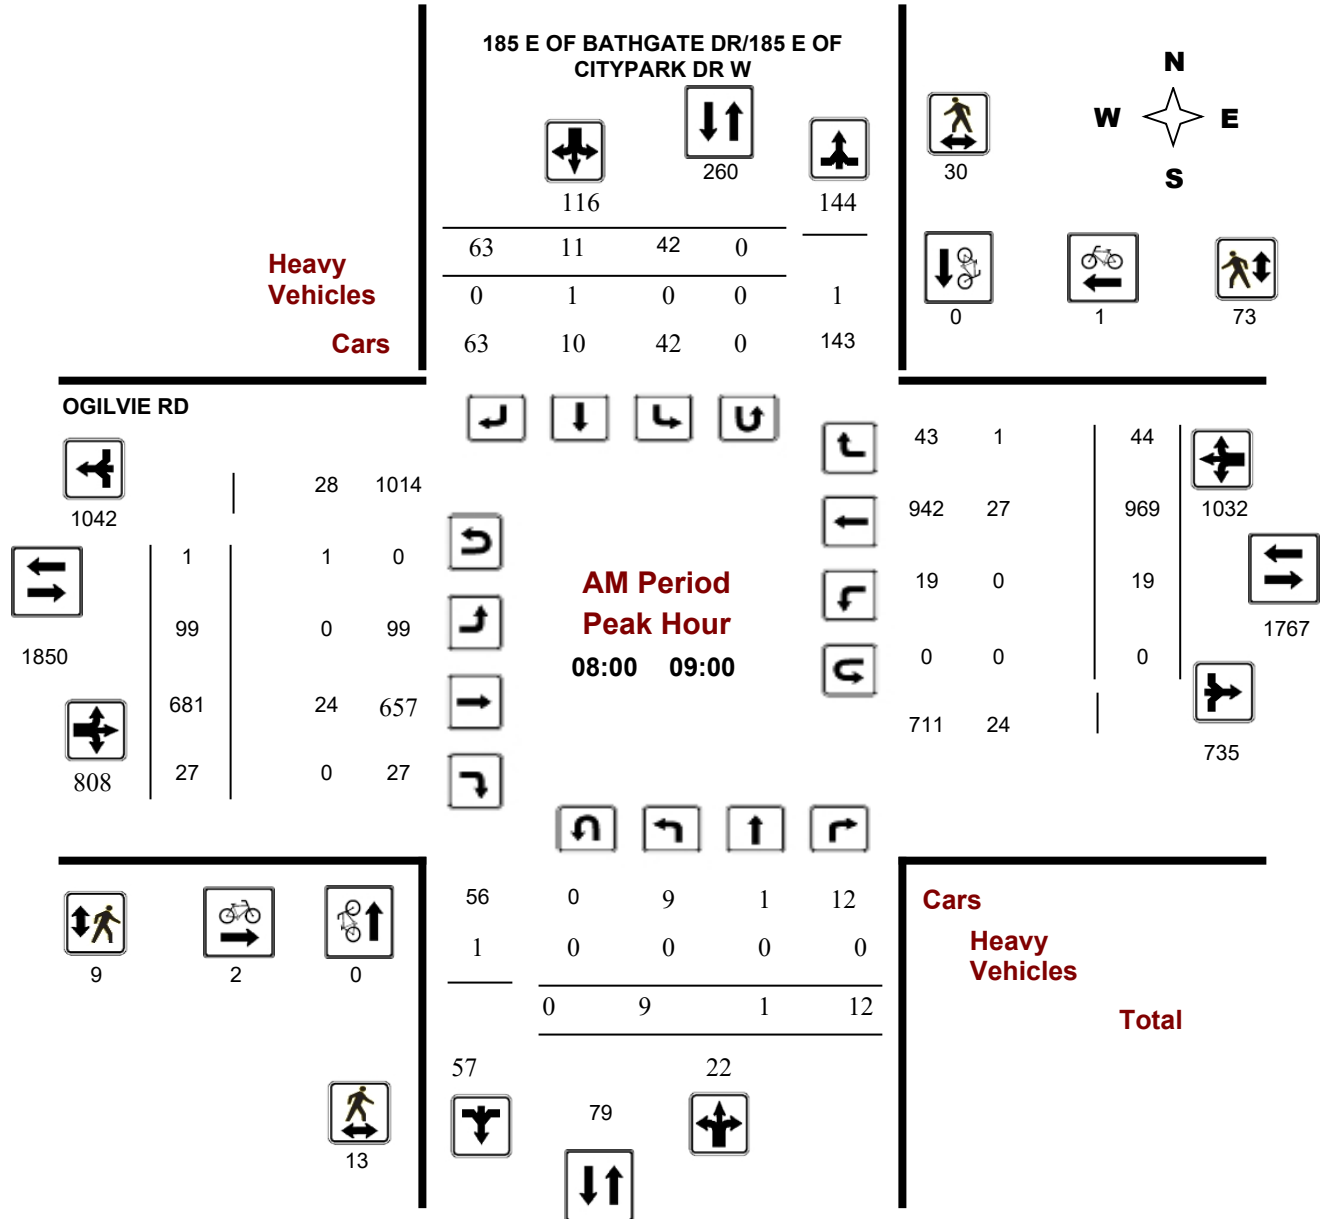 185 E OF BATHGATE DR/185 E OF
CITYPARK DR W
N
W E
S
260
30
116
144
63 11 42 0
Heavy
Vehicles
0 1 0 0 1
0 1 73
Cars
63 10 42 0 143
OGILVIE RD
43 1 44
28 1014
1042
942 27 969 1032
1 1 0
AM Period
Peak Hour
08:00 09:00
19 0 19
99 0 99
1767
1850
0 0 0
681 24 657
711 24
735
808
27 0 27
56 0 9 1 12
Cars
1 0 0 0 0
Heavy
Vehicles
9 2 0
0 9 1 12
Total
57 22
79
13